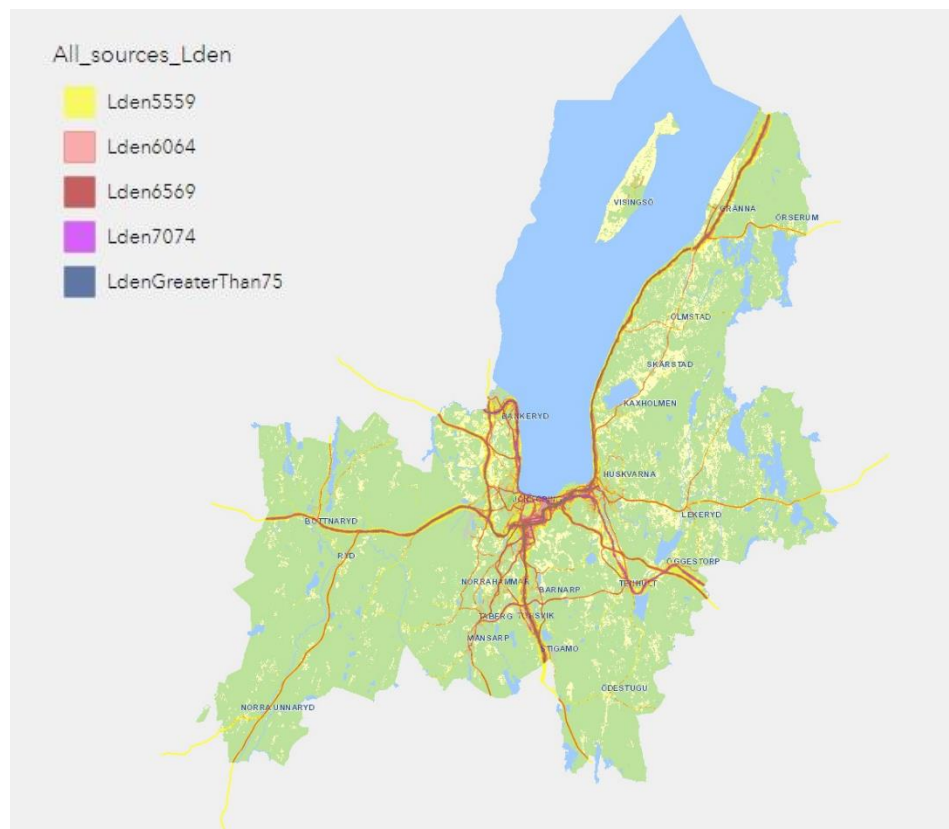 All_sources_Lden
Lden5559
Lden6064
Lden6569
Lden7074
LdenGreaterThan75
VISINGSÖ
GRÄNNA
ÖRSERUM
ÖLMSTAD
SKÄRSTAD
KAXHOLMEN
BANKERYD
HUSKVARNA
LEKERYD
BOTTNARYD
RYD
ÖGGESTORP
TENHULT
NORRAHAMMAR
BARNARP
TABERG
MÅNSARP
STIGAMO
ÖDESTUGU
NORRA UNNARYD